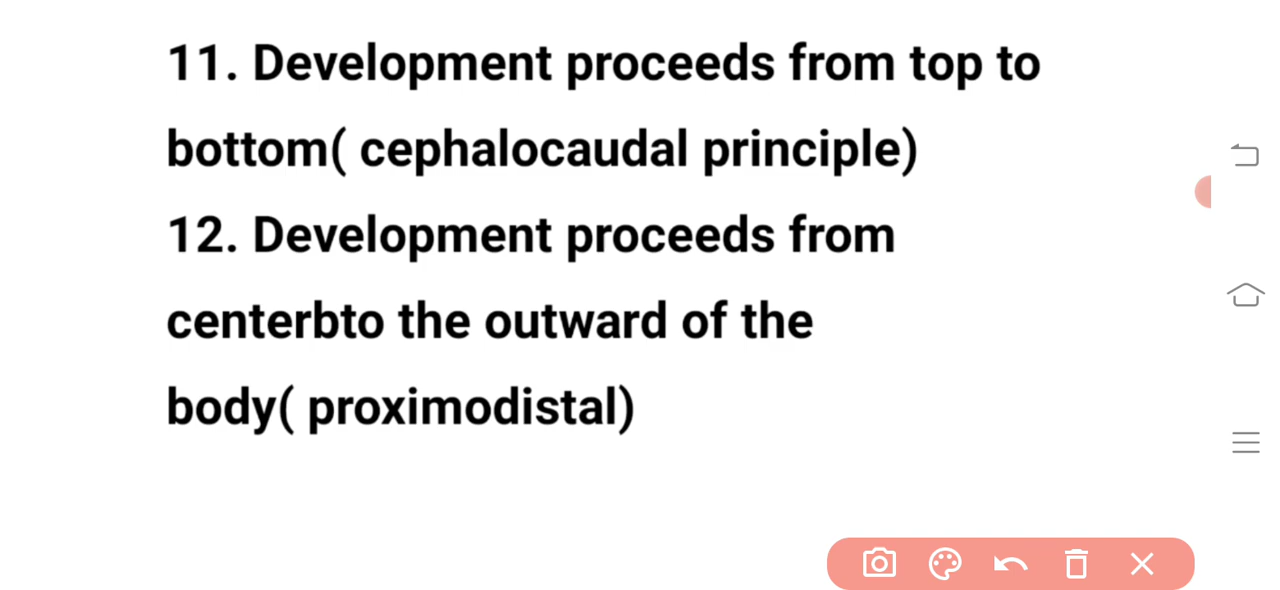 11. Development proceeds from top to
bottom( cephalocaudal principle)
12. Development proceeds from
centerbto the outward of the
body( proximodistal)